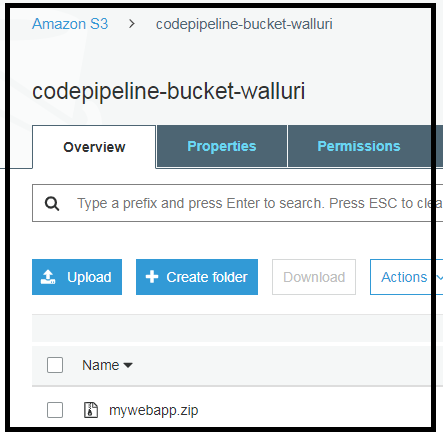 Amazon S3 > codepipeline-bucket-walluri
codepipeline-bucket-walluri
Overview Properties Permissions
Type a prefix and press Enter to search. Press ESC to clea
Upload + Create folder Download Actions
Name
mywebapp.zip